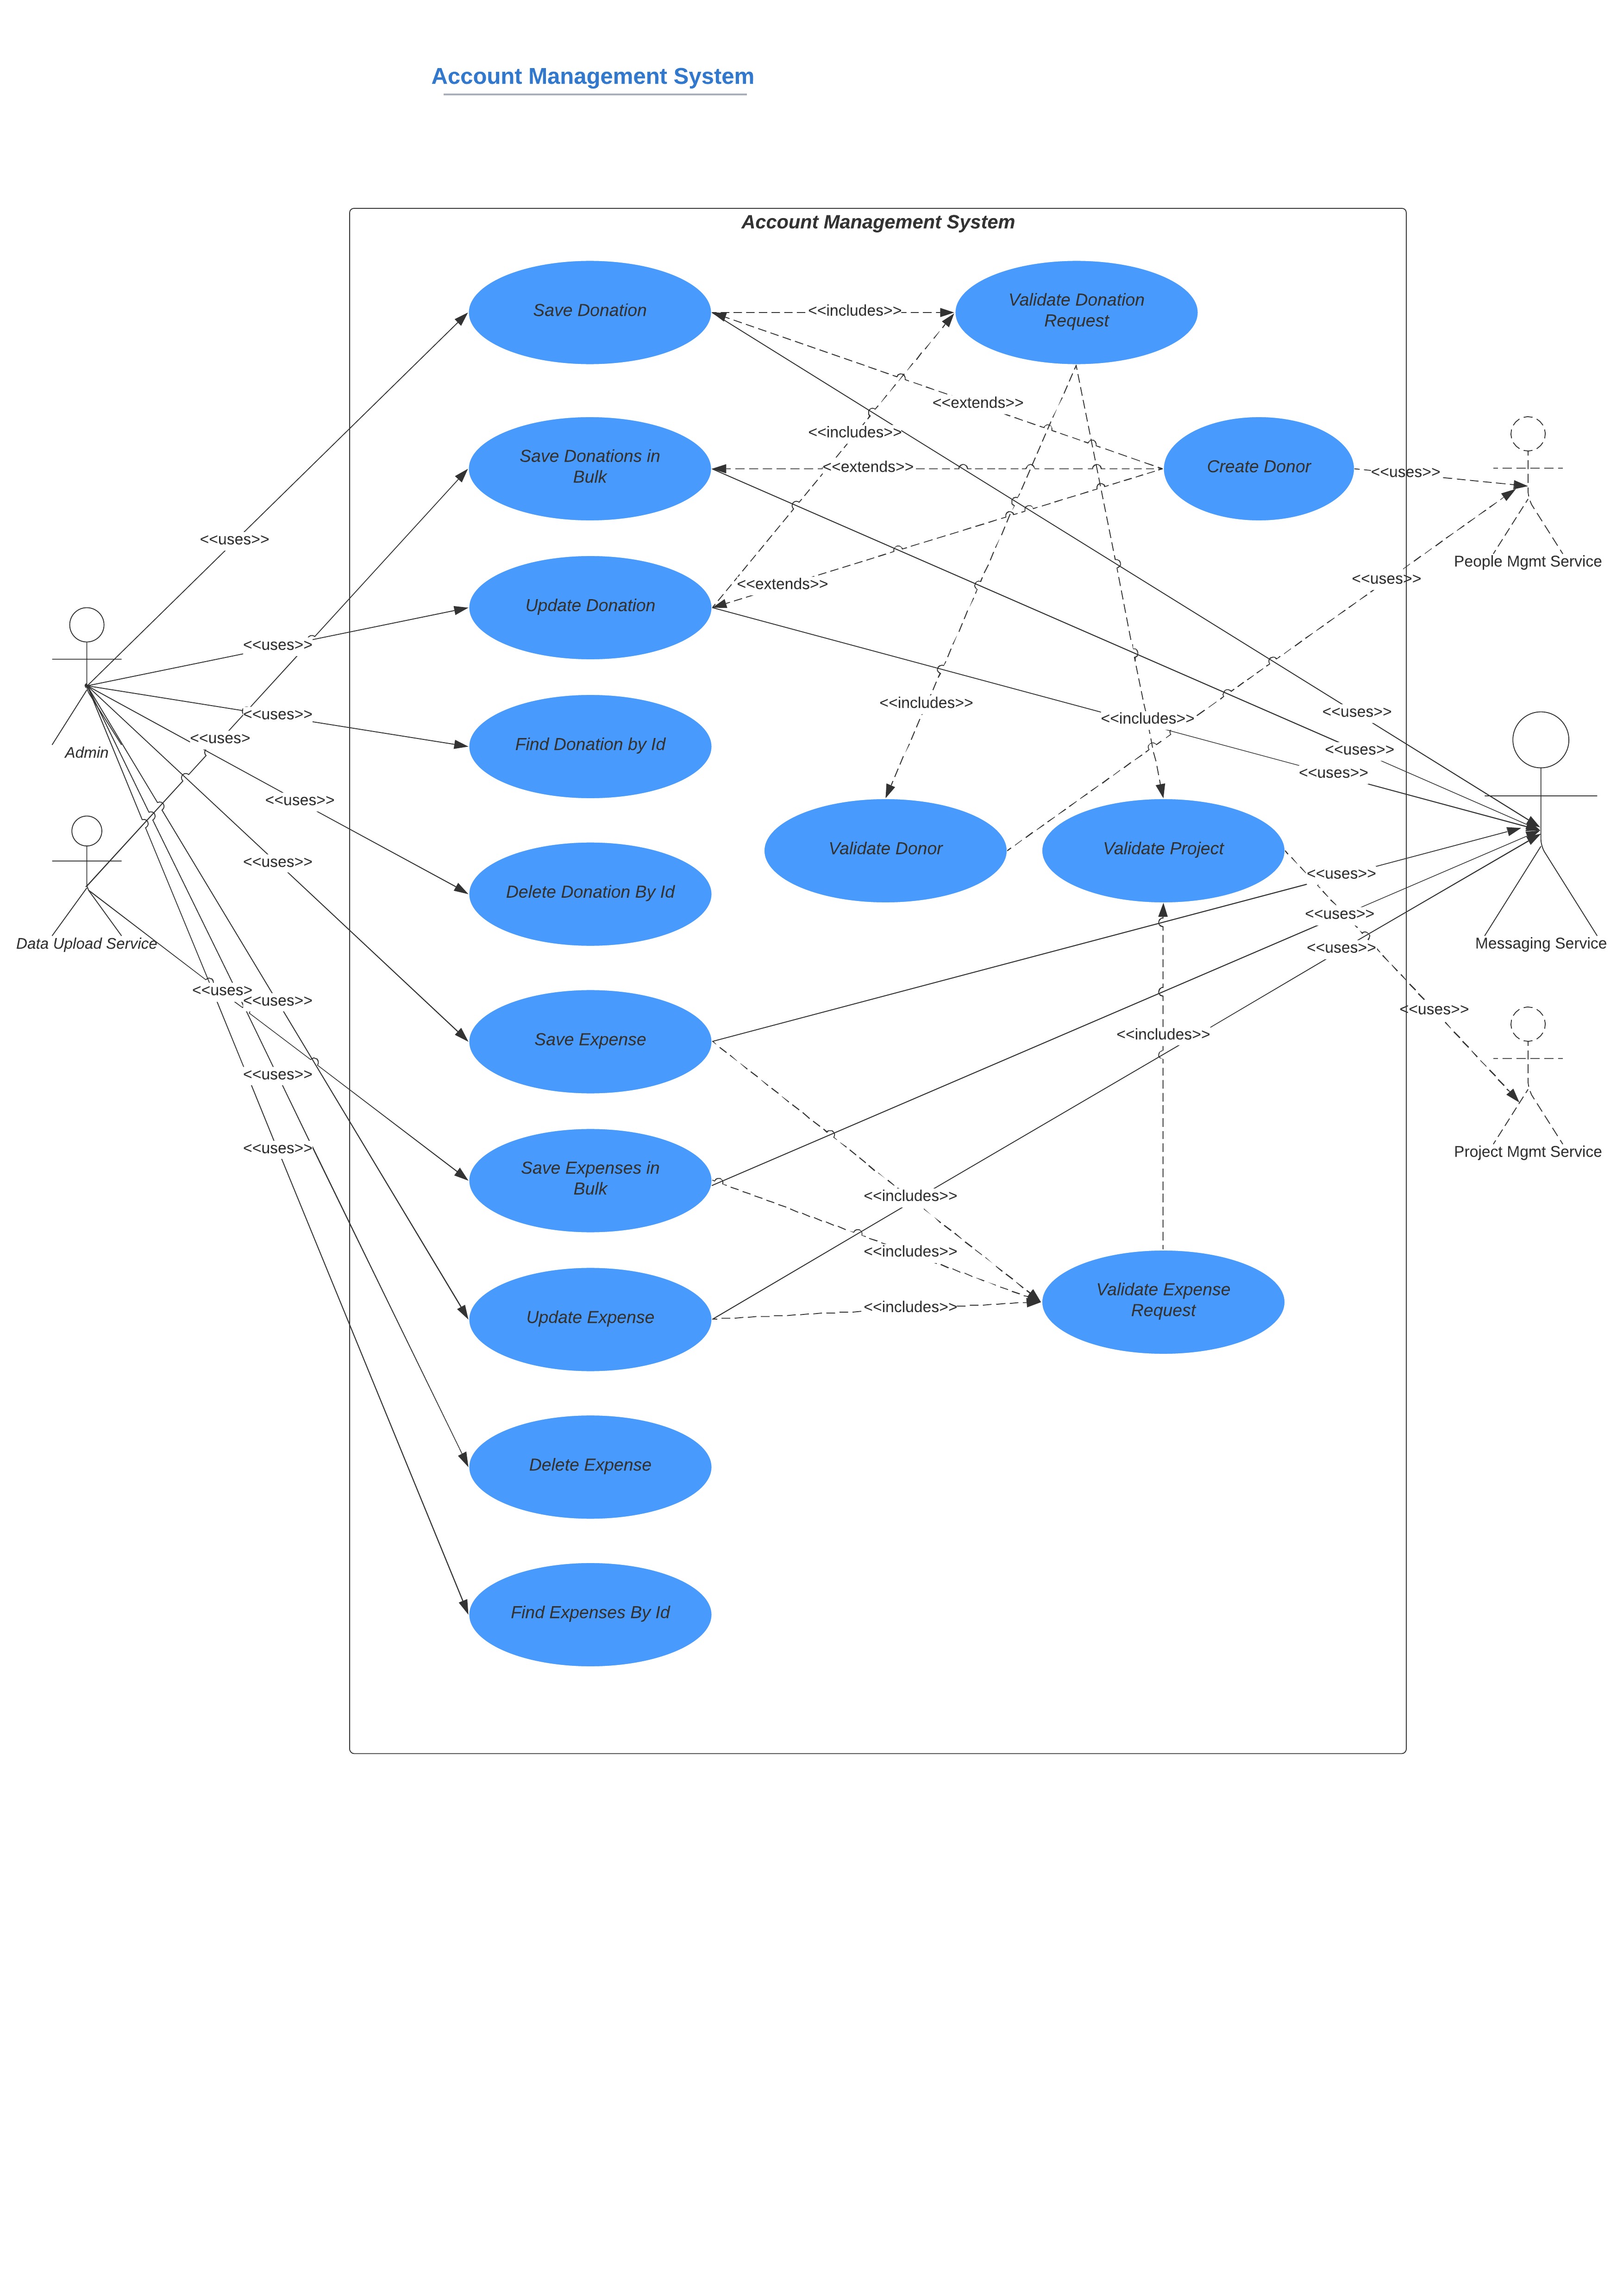 Account Management System
Account Management System
Save Donation
<<includes>>
Validate Donation
Request
<<extends>>
<<includes>>
Save Donations in
Bulk
<<extends>>
Create Donor
<<uses>>
<<uses>>
People Mgmt Service
<<uses>>
<<extends>>
Update Donation
<<uses>>
<<includes>>
<<includes>>
<<uses>>
<<uses>>
<<uses>>
Admin
<<uses>
Find Donation by Id
<<uses>>
<<uses>>
<<uses>>
Validate Donor
Validate Project
<<uses>>
<<uses>>
Delete Donation By Id
<<uses>>
<<uses>>
Data Upload Service
Messaging Service
<<uses>
<<uses>>
<<uses>>
Save Expense
<<includes>>
<<uses>>
<<uses>>
Project Mgmt Service
Save Expenses in
Bulk
<<includes>>
<<includes>>
Update Expense
<<includes>>
Validate Expense
Request
Delete Expense
Find Expenses By Id